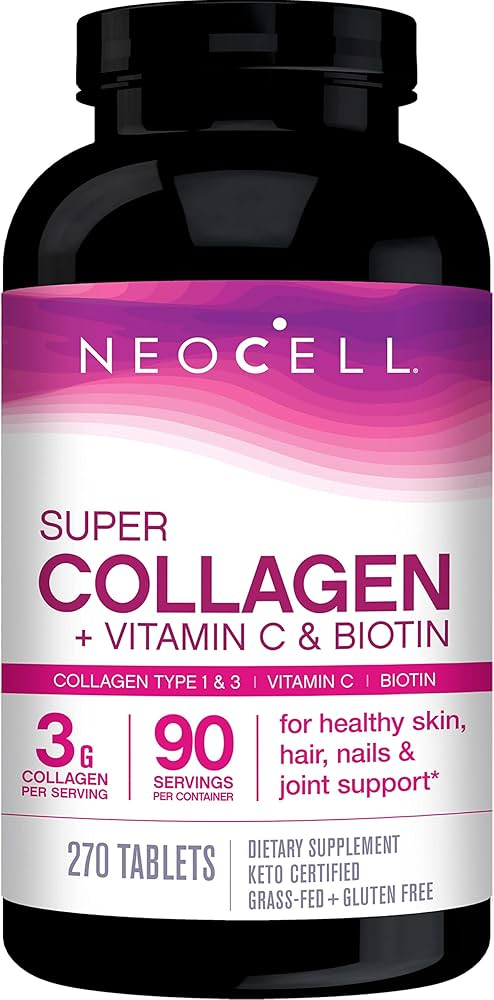 NEOCELL®
SUPER
COLLAGEN
+ VITAMIN C & BIOTIN
COLLAGEN TYPE 1 & 3 | VITAMIN C | BIOTIN
3G
COLLAGEN
PER SERVING
90
SERVINGS
PER CONTAINER
for healthy skin,
hair, nails &
joint support*
270 TABLETS
DIETARY SUPPLEMENT
KETO CERTIFIED
GRASS-FED + GLUTEN FREE